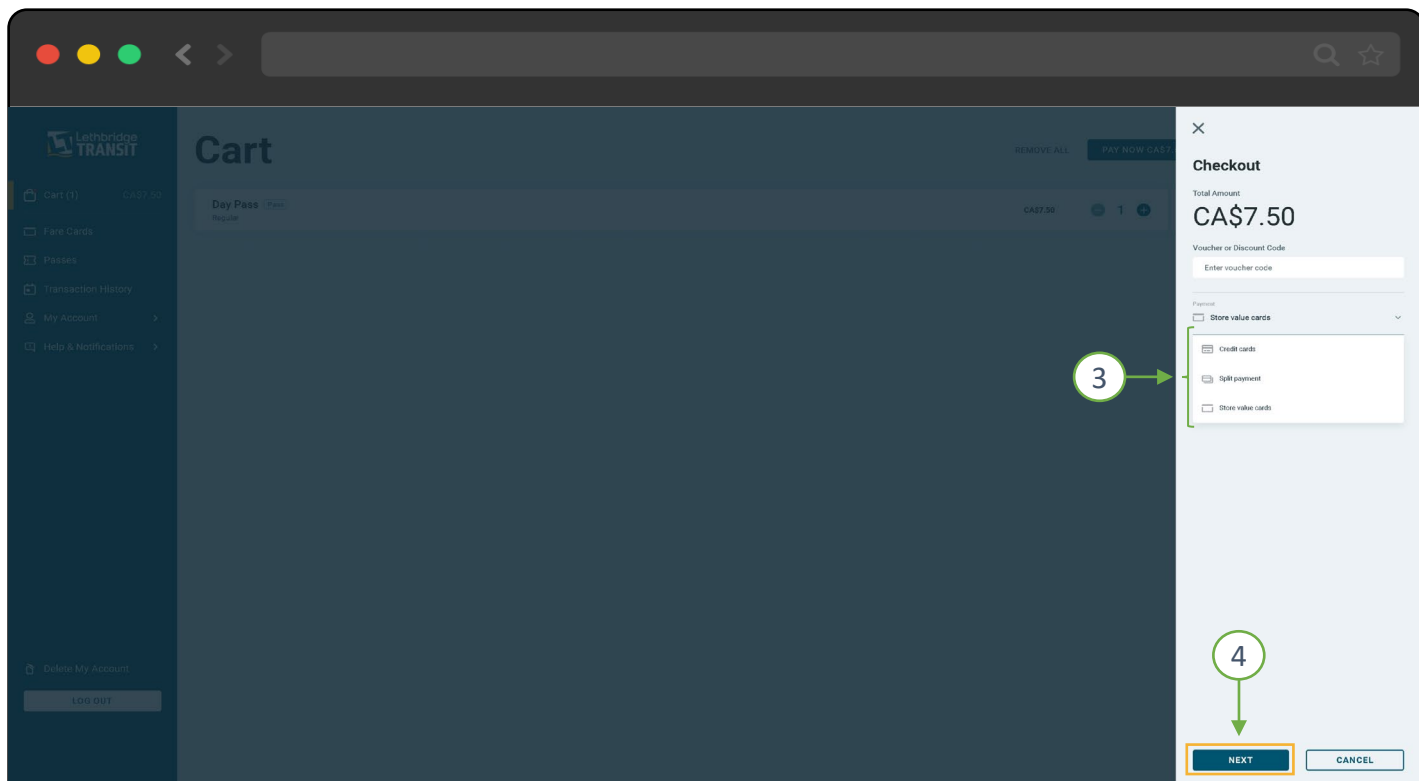 Lethbridge
TRANSIT
Cart (1) CA$7.50
Fare Cards
Passes
Transaction History
My Account
Help & Notifications
Delete My Account
LOG OUT
Cart
REMOVE ALL
PAY NOW CA$7.
Day Pass Pass
Regular
CA$7.50
1
Checkout
Total Amount
CA$7.50
Voucher or Discount Code
Enter voucher code
Payment
Store value cards
Credit cards
Split payment
Store value cards
3
4
NEXT
CANCEL